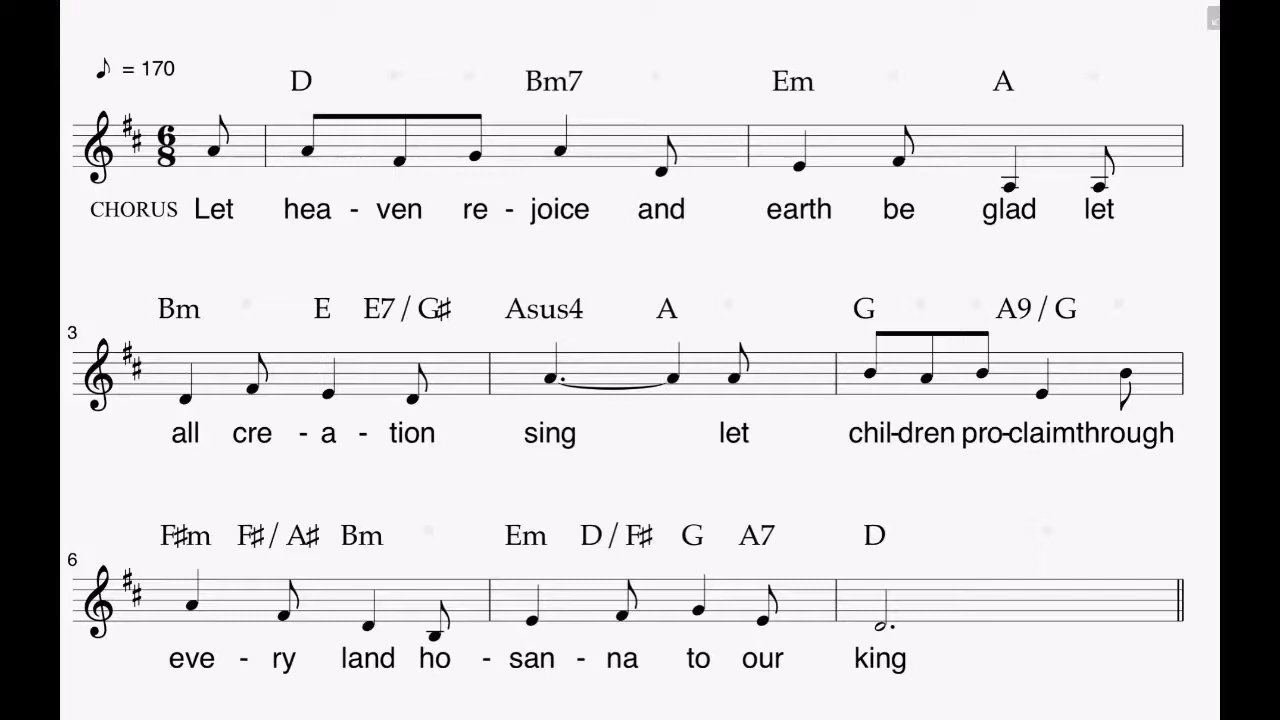 ♪ = 170
D Bm7 Em A
6
8
CHORUS Let hea - ven re - joice and earth be glad let
Bm E E7 / G♯ Asus4 A G A9 / G
3
all cre - a - tion sing let chil-dren pro-claimthrough
F♯m F♯ / A♯ Bm Em D / F♯ G A7 D
6
eve - ry land ho - san - na to our king